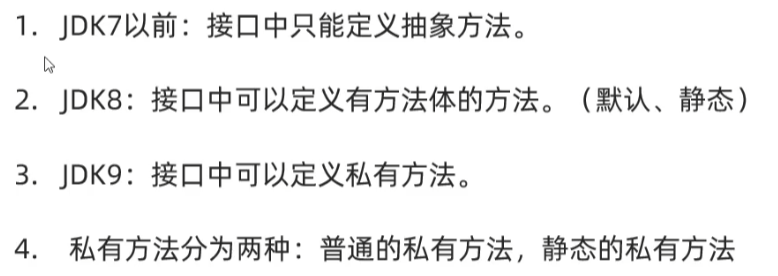 1. JDK7以前：接口中只能定义抽象方法。
2. JDK8：接口中可以定义有方法体的方法。（默认、静态）
3. JDK9：接口中可以定义私有方法。
4. 私有方法分为两种：普通的私有方法，静态的私有方法